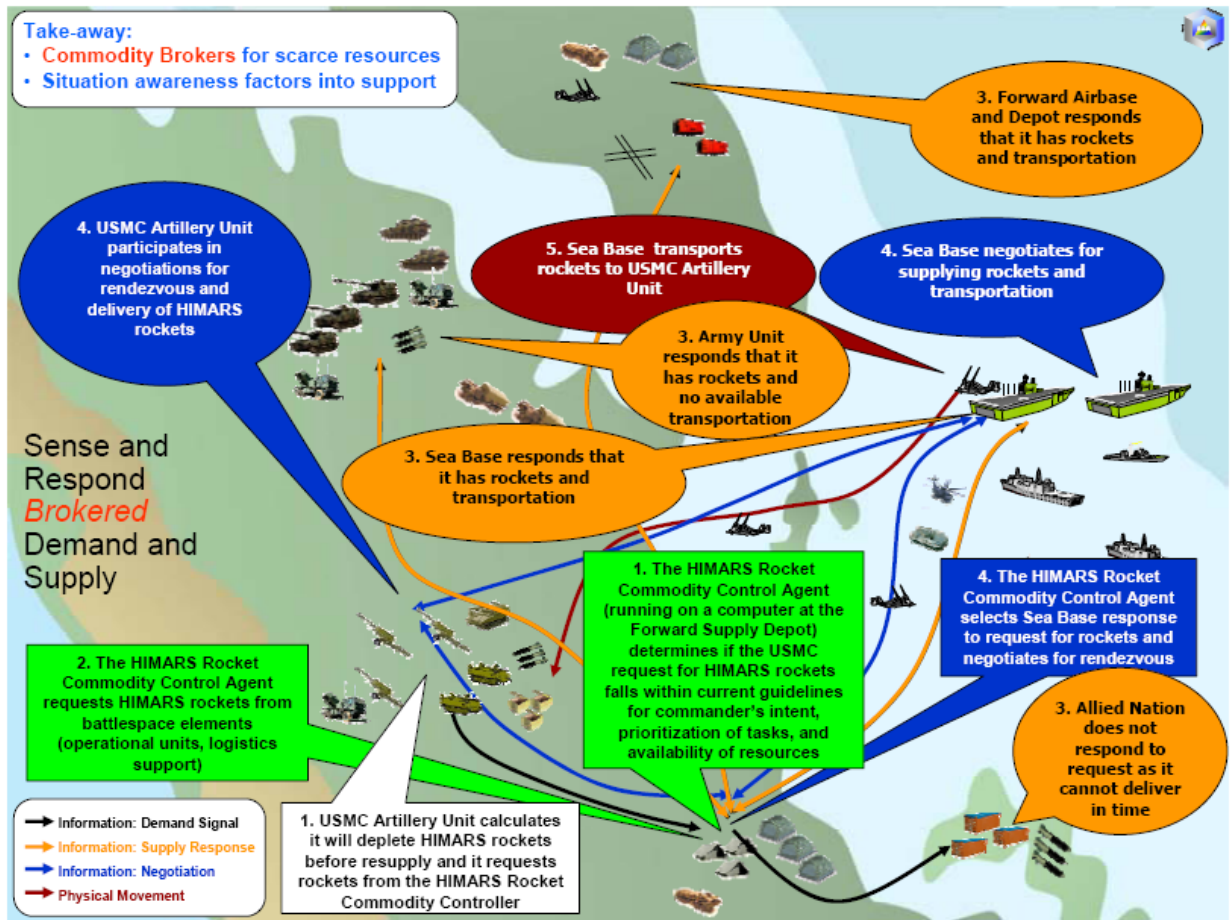 Take-away:
• Commodity Brokers for scarce resources
• Situation awareness factors into support
3. Forward Airbase
and Depot responds
that it has rockets
and transportation
4. USMC Artillery Unit
participates in
negotiations for
rendezvous and
delivery of HIMARS
rockets
5. Sea Base transports
rockets to USMC Artillery
Unit
4. Sea Base negotiates for
supplying rockets and
transportation
3. Army Unit
responds that it
has rockets and
no available
transportation
3. Sea Base responds that
it has rockets and
transportation
Sense and
Respond
Brokered
Demand and
Supply
1. The HIMARS Rocket
Commodity Control Agent
(running on a computer at the
Forward Supply Depot)
determines if the USMC
request for HIMARS rockets
falls within current guidelines
for commander's intent,
prioritization of tasks, and
availability of resources
4. The HIMARS Rocket
Commodity Control Agent
selects Sea Base response
to request for rockets and
negotiates for rendezvous
2. The HIMARS Rocket
Commodity Control Agent
requests HIMARS rockets from
battlespace elements
(operational units, logistics
support)
3. Allied Nation
does not
respond to
request as it
cannot deliver
in time
1. USMC Artillery Unit calculates
it will deplete HIMARS rockets
before resupply and it requests
rockets from the HIMARS Rocket
Commodity Controller
Information: Demand Signal
Information: Supply Response
Information: Negotiation
Physical Movement